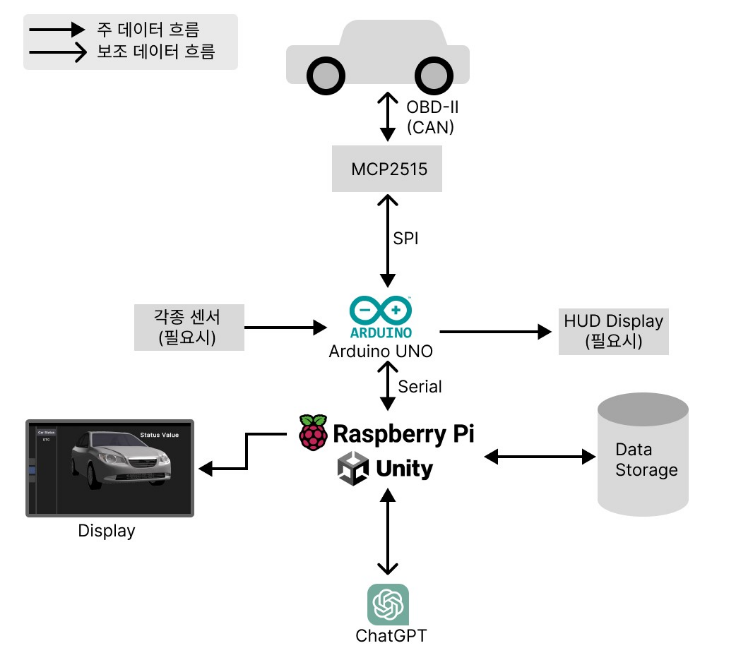 주 데이터 흐름
보조 데이터 흐름
OBD-II
(CAN)
MCP2515
SPI
각종 센서
(필요시)
ARDUINO
Arduino UNO
HUD Display
(필요시)
Serial
Raspberry Pi
Unity
Data
Storage
Car Status
ETC
Status Value
Display
ChatGPT